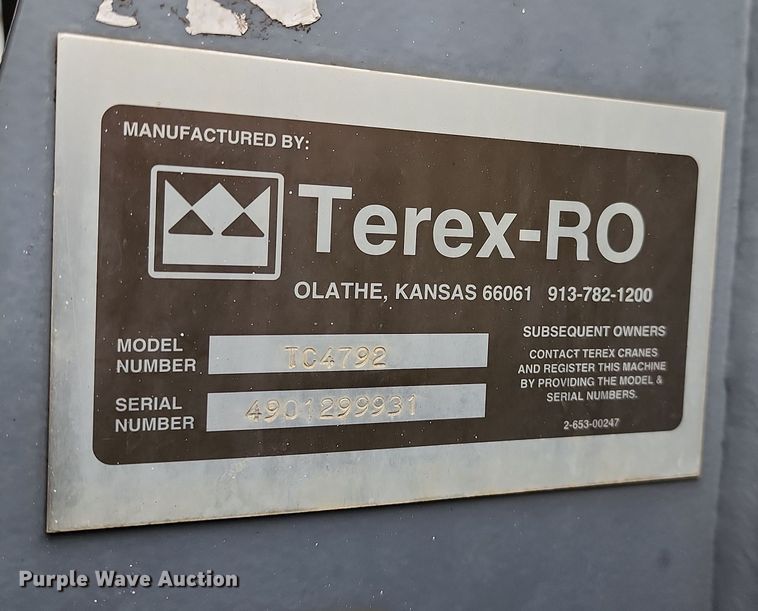 MANUFACTURED BY:
Terex-RO
OLATHE, KANSAS 66061 913-782-1200
MODEL
NUMBER
TC4792
SERIAL
NUMBER
4901299931
SUBSEQUENT OWNERS
CONTACT TEREX CRANES
AND REGISTER THIS MACHINE
BY PROVIDING THE MODEL &
SERIAL NUMBERS.
2-653-00247
Purple Wave Auction